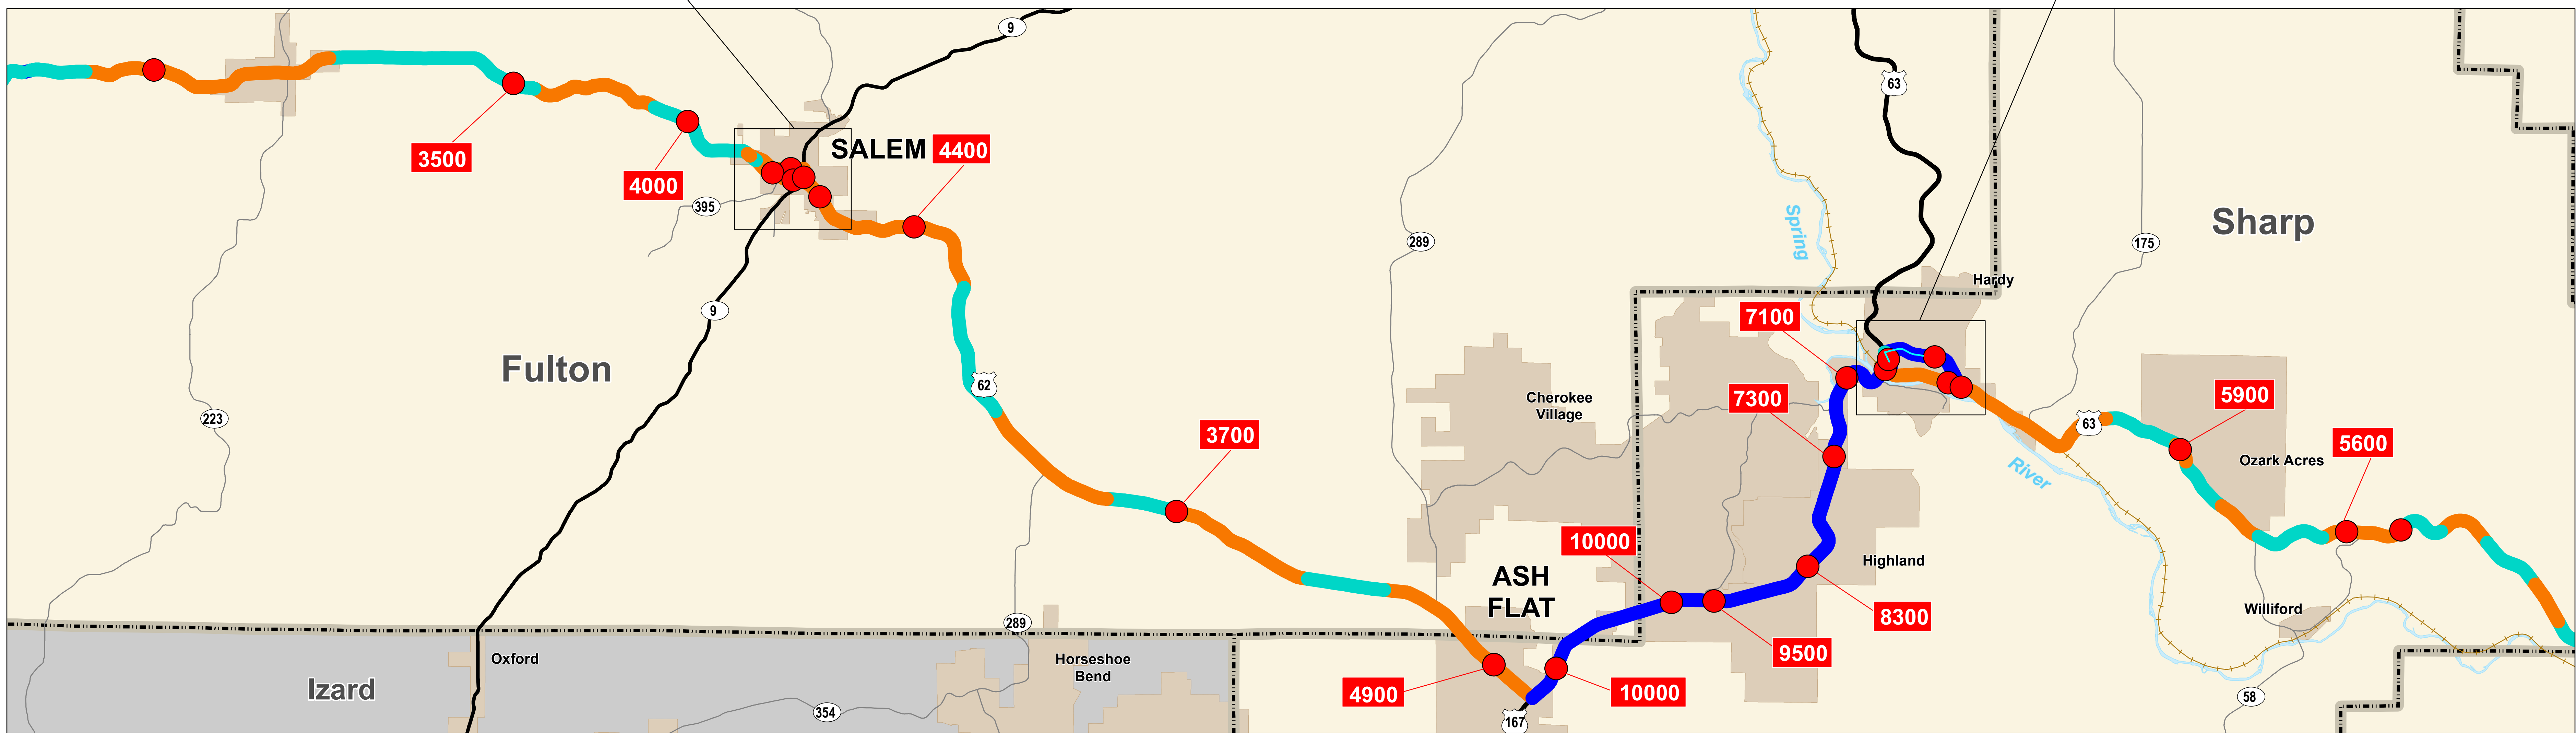 9
63
3500
4000
SALEM
4400
395
Spring
289
175
Sharp
Hardy
9
7100
Fulton
62
Cherokee
Village
7300
5900
223
63
3700
5600
Ozark Acres
River
10000
Highland
ASH
FLAT
8300
Williford
289
9500
Oxford
Horseshoe
Bend
Izard
4900
10000
58
354
167